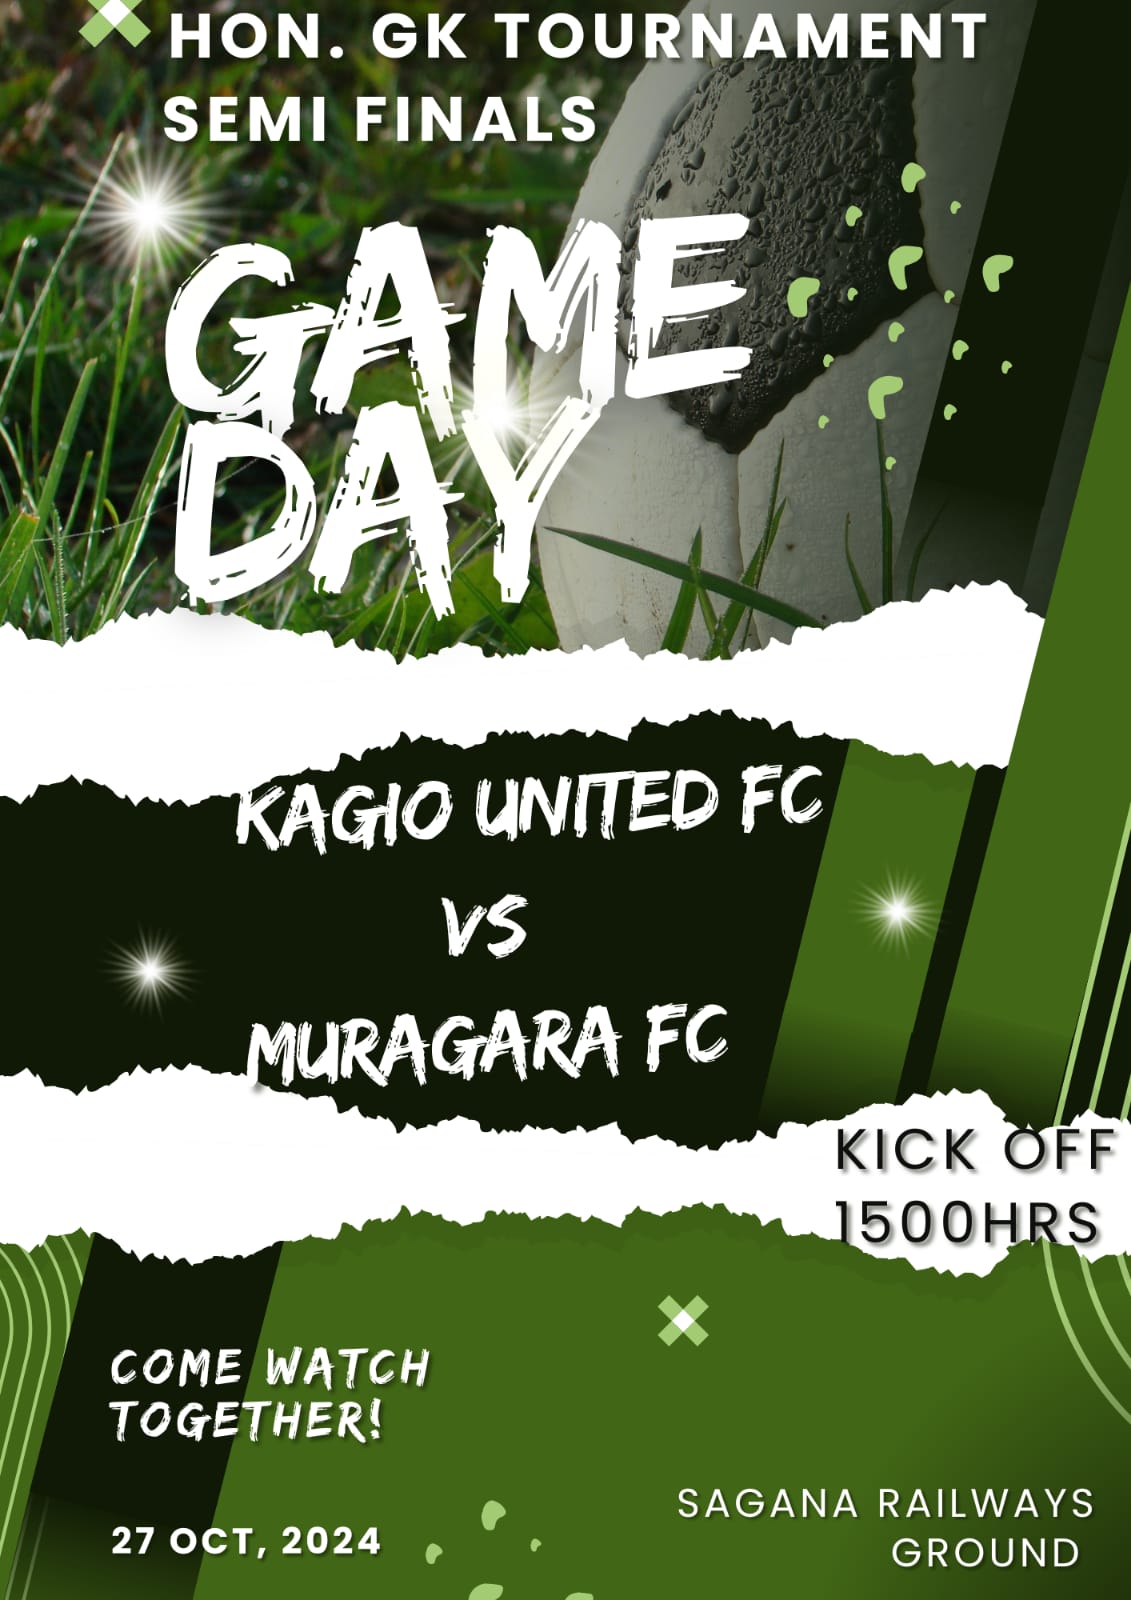 HON. GK TOURNAMENT
SEMI FINALS
GAME
DAY
KAGIO UNITED FC
VS
MURAGARA FC
KICK OFF
1500HRS
COME WATCH
TOGETHER!
27 OCT, 2024
SAGANA RAILWAYS
GROUND